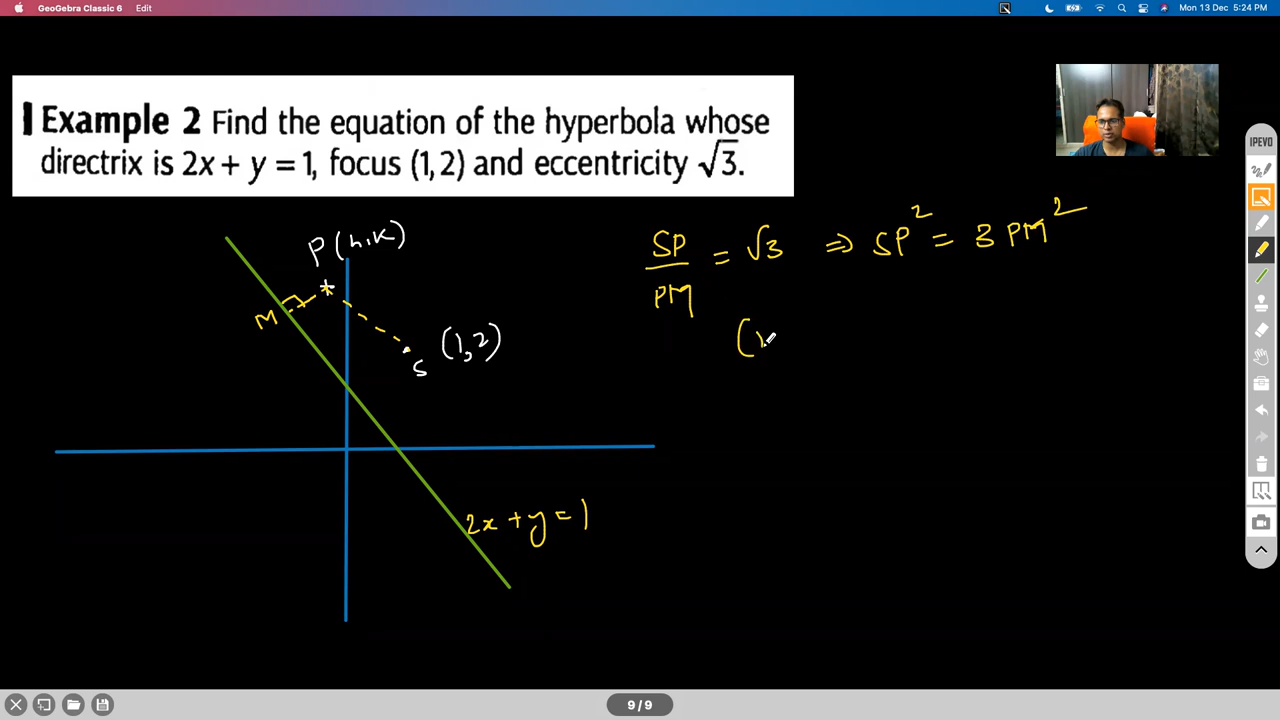 GeoGebra Classic 6 Edit Mon 13 Dec 5:24 PM
Example 2 Find the equation of the hyperbola whose
directrix is 2x + y = 1, focus (1, 2) and eccentricity √3.
IPEVO
P(h,k)
SP/PM = √3 ⇒ SP² = 3 PM²
M
S (1,2)
2x + y = 1
9 / 9